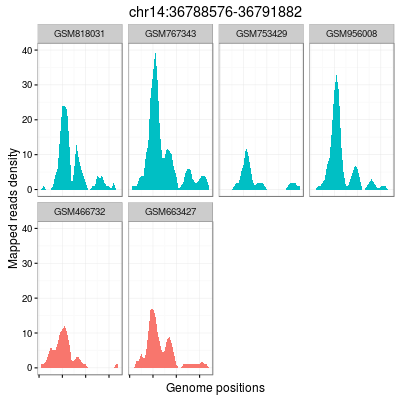 chr14:36788576-36791882
GSM818031 GSM767343 GSM753429 GSM956008
40
30
20
10
0
Mapped reads density
GSM466732 GSM663427
40
30
20
10
0
Genome positions